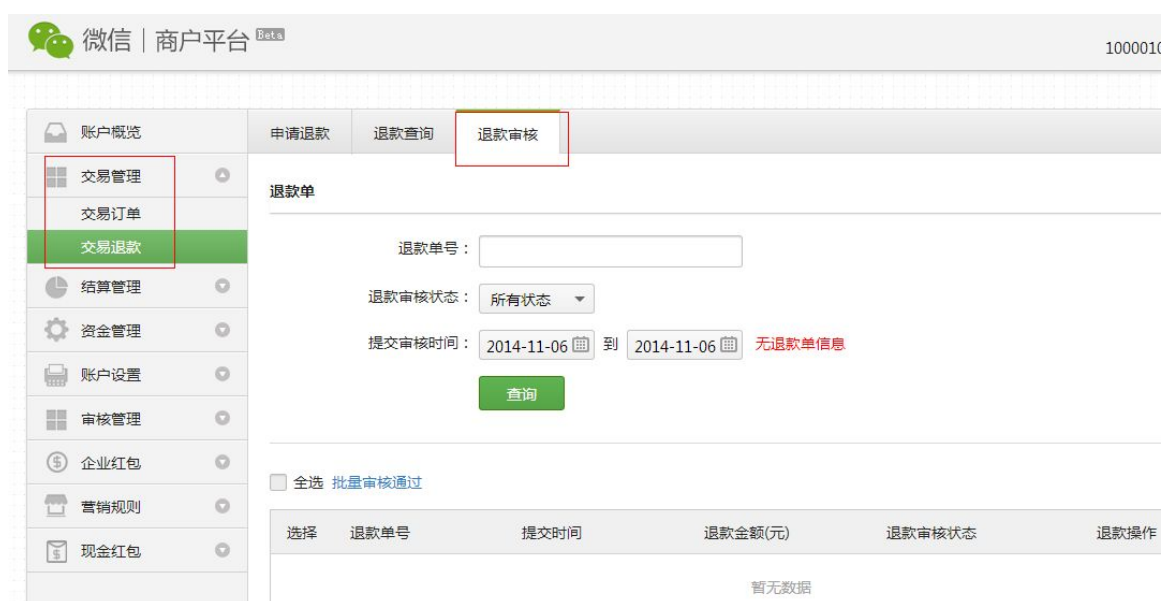 微信｜商户平台 Beta
1000010
账户概览
交易管理
交易订单
交易退款
结算管理
资金管理
账户设置
审核管理
企业红包
营销规则
现金红包
申请退款 退款查询 退款审核
退款单
退款单号：
退款审核状态： 所有状态
提交审核时间： 2014-11-06 到 2014-11-06 无退款单信息
查询
全选 批量审核通过
选择 退款单号 提交时间 退款金额(元) 退款审核状态 退款操作
暂无数据